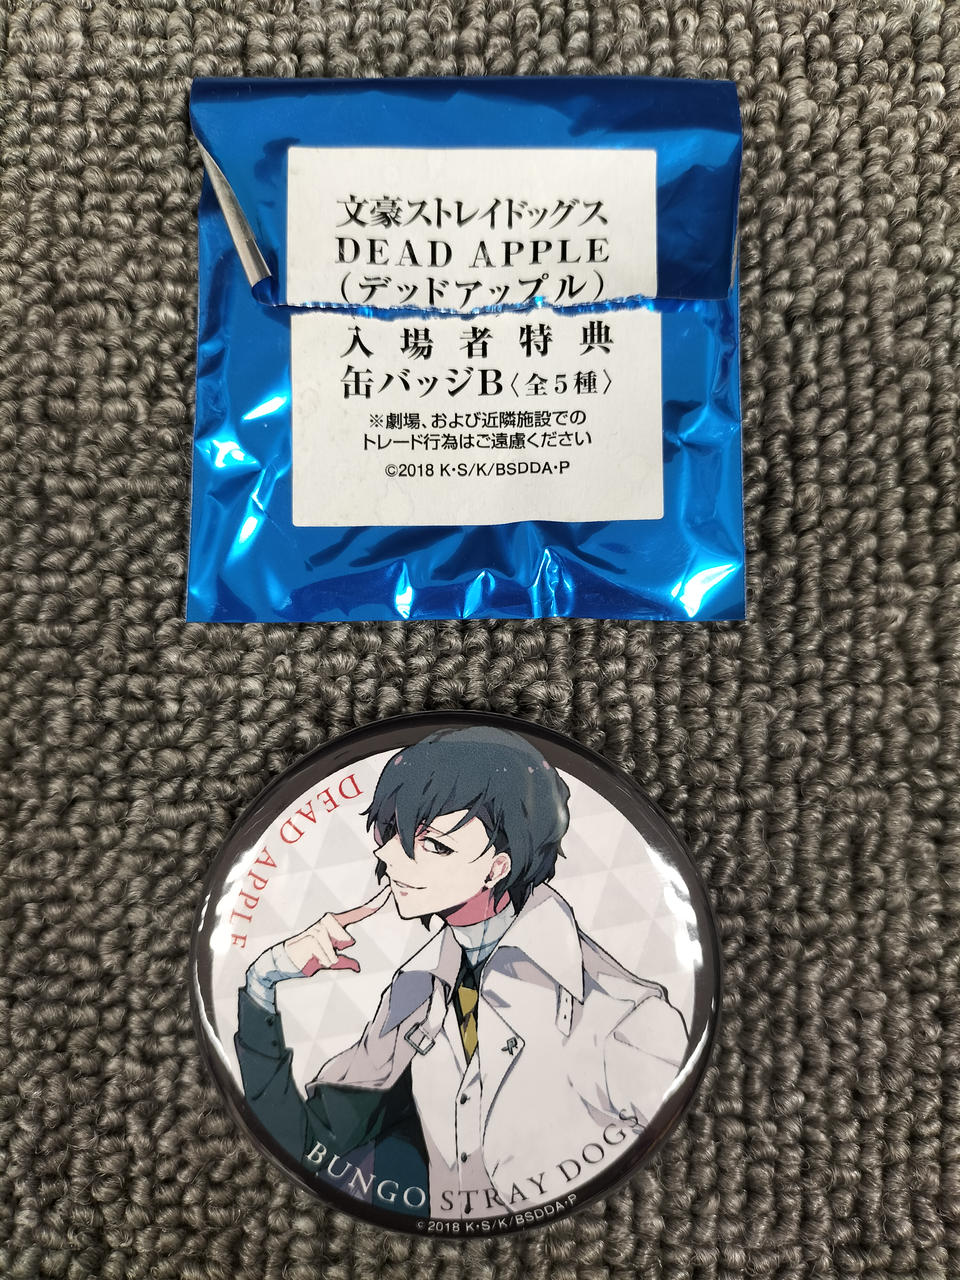 文豪ストレイドッグス
DEAD APPLE
(デッドアップル)
入場者特典
缶バッジB〈全5種〉
※劇場、および近隣施設での
トレード行為はご遠慮ください
©2018 K・S/K/BSDDA・P
DEAD APPLE
BUNGO STRAY DOGS
©2018 K・S/K/BSDDA・P